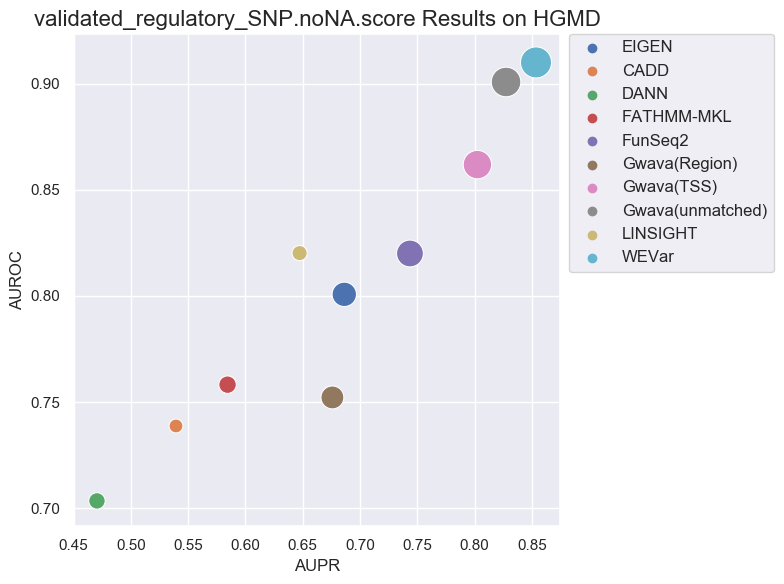 validated_regulatory_SNP.noNA.score Results on HGMD
EIGEN
CADD
DANN
FATHMM-MKL
FunSeq2
Gwava(Region)
Gwava(TSS)
Gwava(unmatched)
LINSIGHT
WEVar
AUROC
0.90
0.85
0.80
0.75
0.70
0.45 0.50 0.55 0.60 0.65 0.70 0.75 0.80 0.85
AUPR